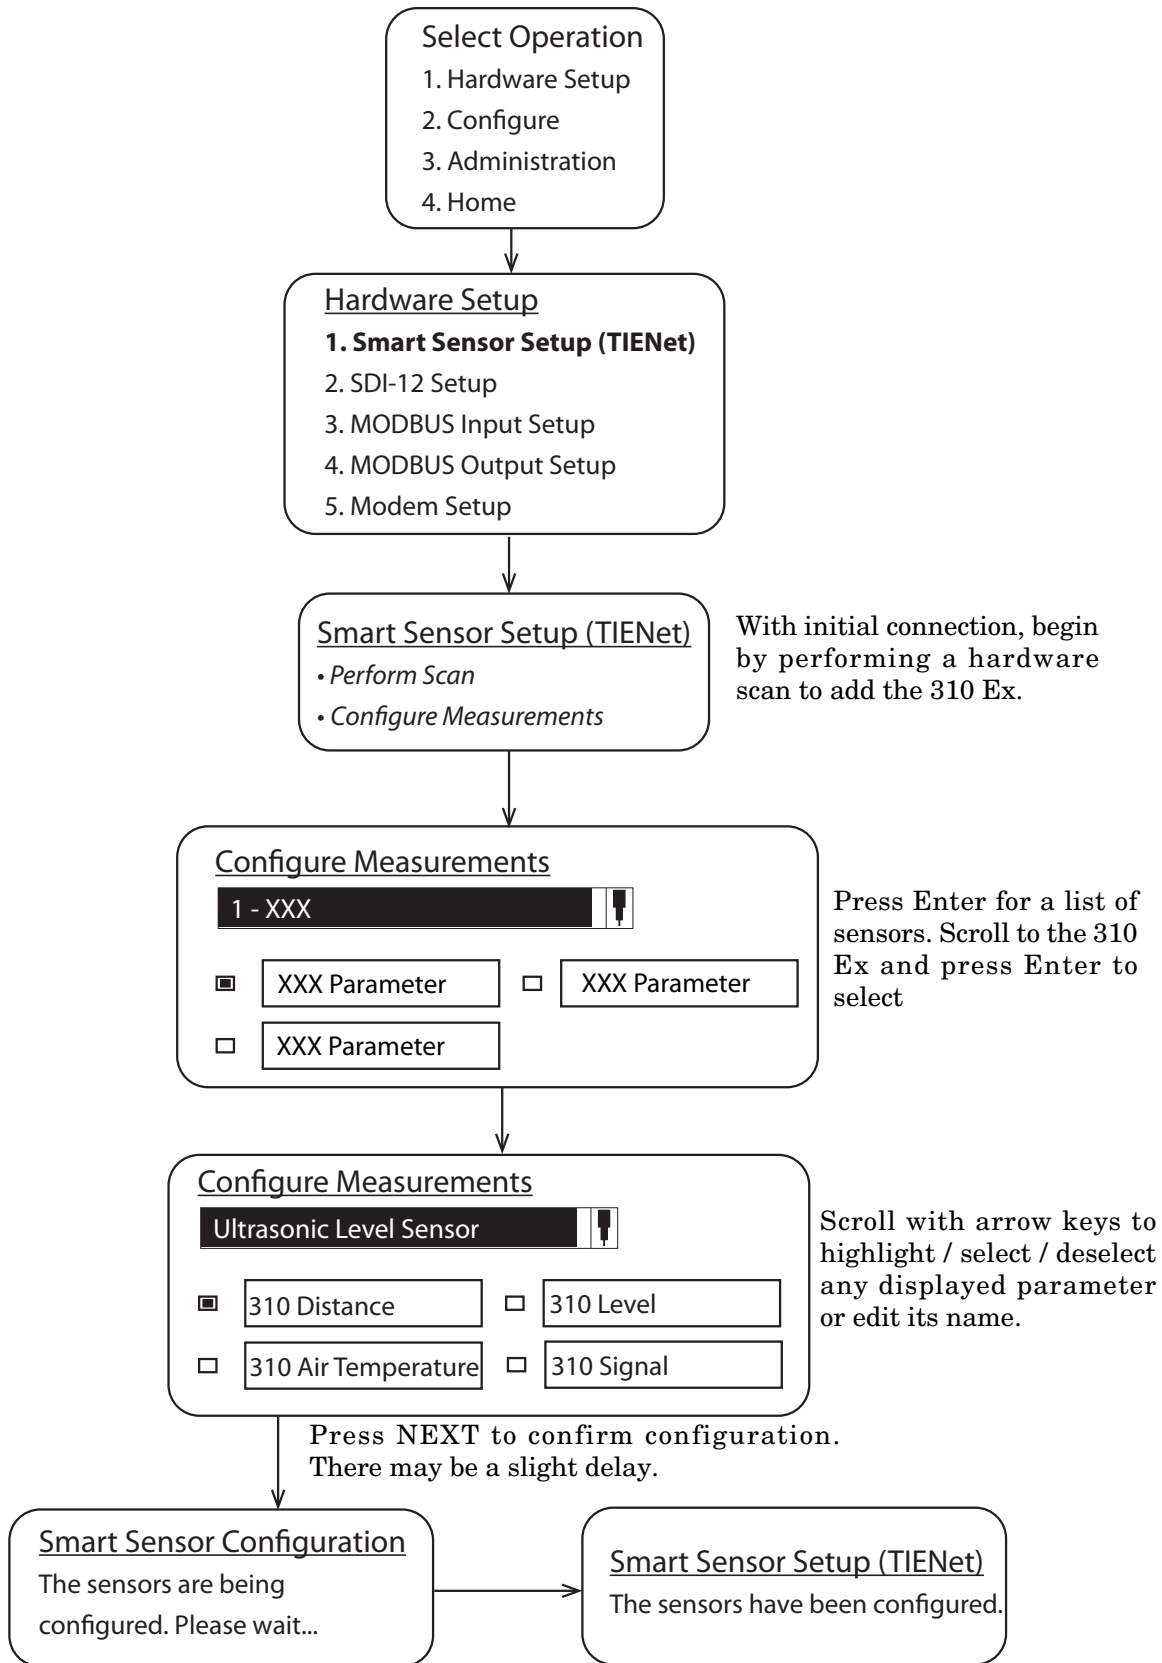 Select Operation
1. Hardware Setup
2. Configure
3. Administration
4. Home
Hardware Setup
1. Smart Sensor Setup (TIENet)
2. SDI-12 Setup
3. MODBUS Input Setup
4. MODBUS Output Setup
5. Modem Setup
Smart Sensor Setup (TIENet)
• Perform Scan
• Configure Measurements
With initial connection, begin
by performing a hardware
scan to add the 310 Ex.
Configure Measurements
1 - XXX
XXX Parameter
XXX Parameter
XXX Parameter
Press Enter for a list of
sensors. Scroll to the 310
Ex and press Enter to
select
Configure Measurements
Ultrasonic Level Sensor
310 Distance
310 Level
310 Air Temperature
310 Signal
Scroll with arrow keys to
highlight / select / deselect
any displayed parameter
or edit its name.
Press NEXT to confirm configuration.
There may be a slight delay.
Smart Sensor Configuration
The sensors are being
configured. Please wait...
Smart Sensor Setup (TIENet)
The sensors have been configured.